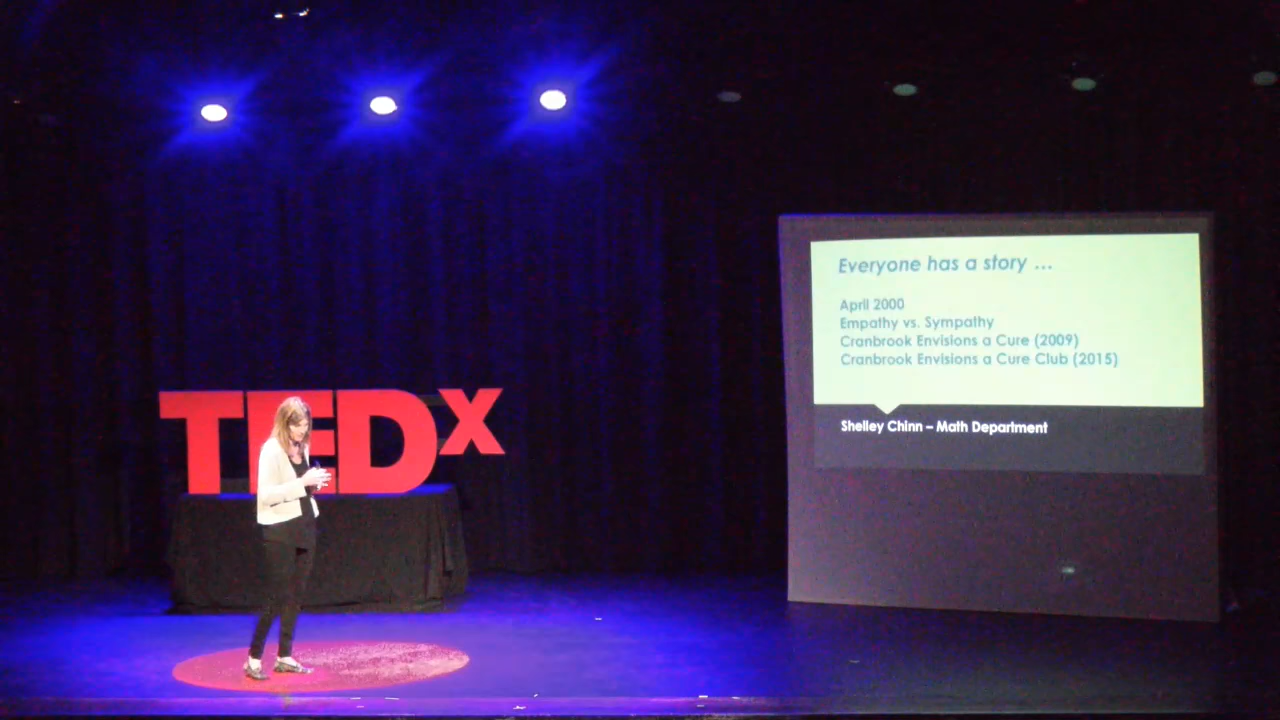 TEDx
Everyone has a story ...
April 2000
Empathy vs. Sympathy
Cranbrook Envisions a Cure (2009)
Cranbrook Envisions a Cure Club (2015)
Shelley Chinn – Math Department